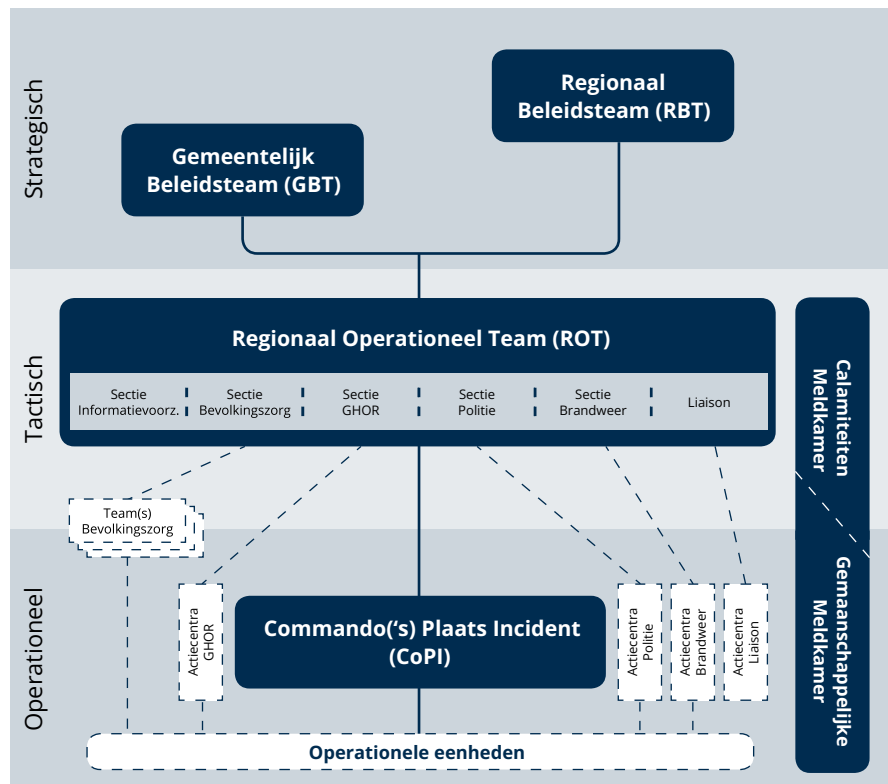 Strategisch
Regionaal
Beleidsteam (RBT)
Gemeentelijk
Beleidsteam (GBT)
Tactisch
Regionaal Operationeel Team (ROT)
Sectie
Informatievoorz.
Sectie
Bevolkingszorg
Sectie
GHOR
Sectie
Politie
Sectie
Brandweer
Liaison
Calamiteiten
Meldkamer
Team(s)
Bevolkingszorg
Operationeel
Actiecentra
GHOR
Commando(‘s) Plaats Incident
(CoPI)
Actiecentra
Politie
Actiecentra
Brandweer
Actiecentra
Liaison
Gemaanschappelijke
Meldkamer
Operationele eenheden